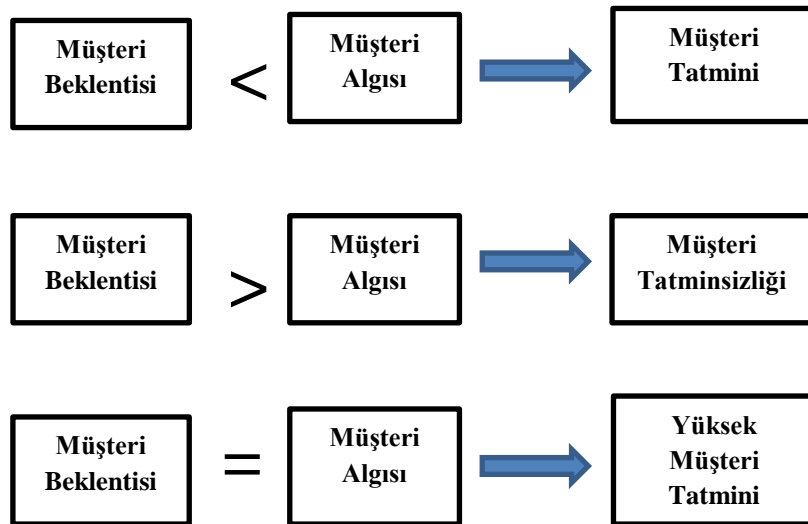 Müşteri
Beklentisi
<
Müşteri
Algısı
Müşteri
Tatmini
Müşteri
Beklentisi
>
Müşteri
Algısı
Müşteri
Tatminsizliği
Müşteri
Beklentisi
=
Müşteri
Algısı
Yüksek
Müşteri
Tatmini